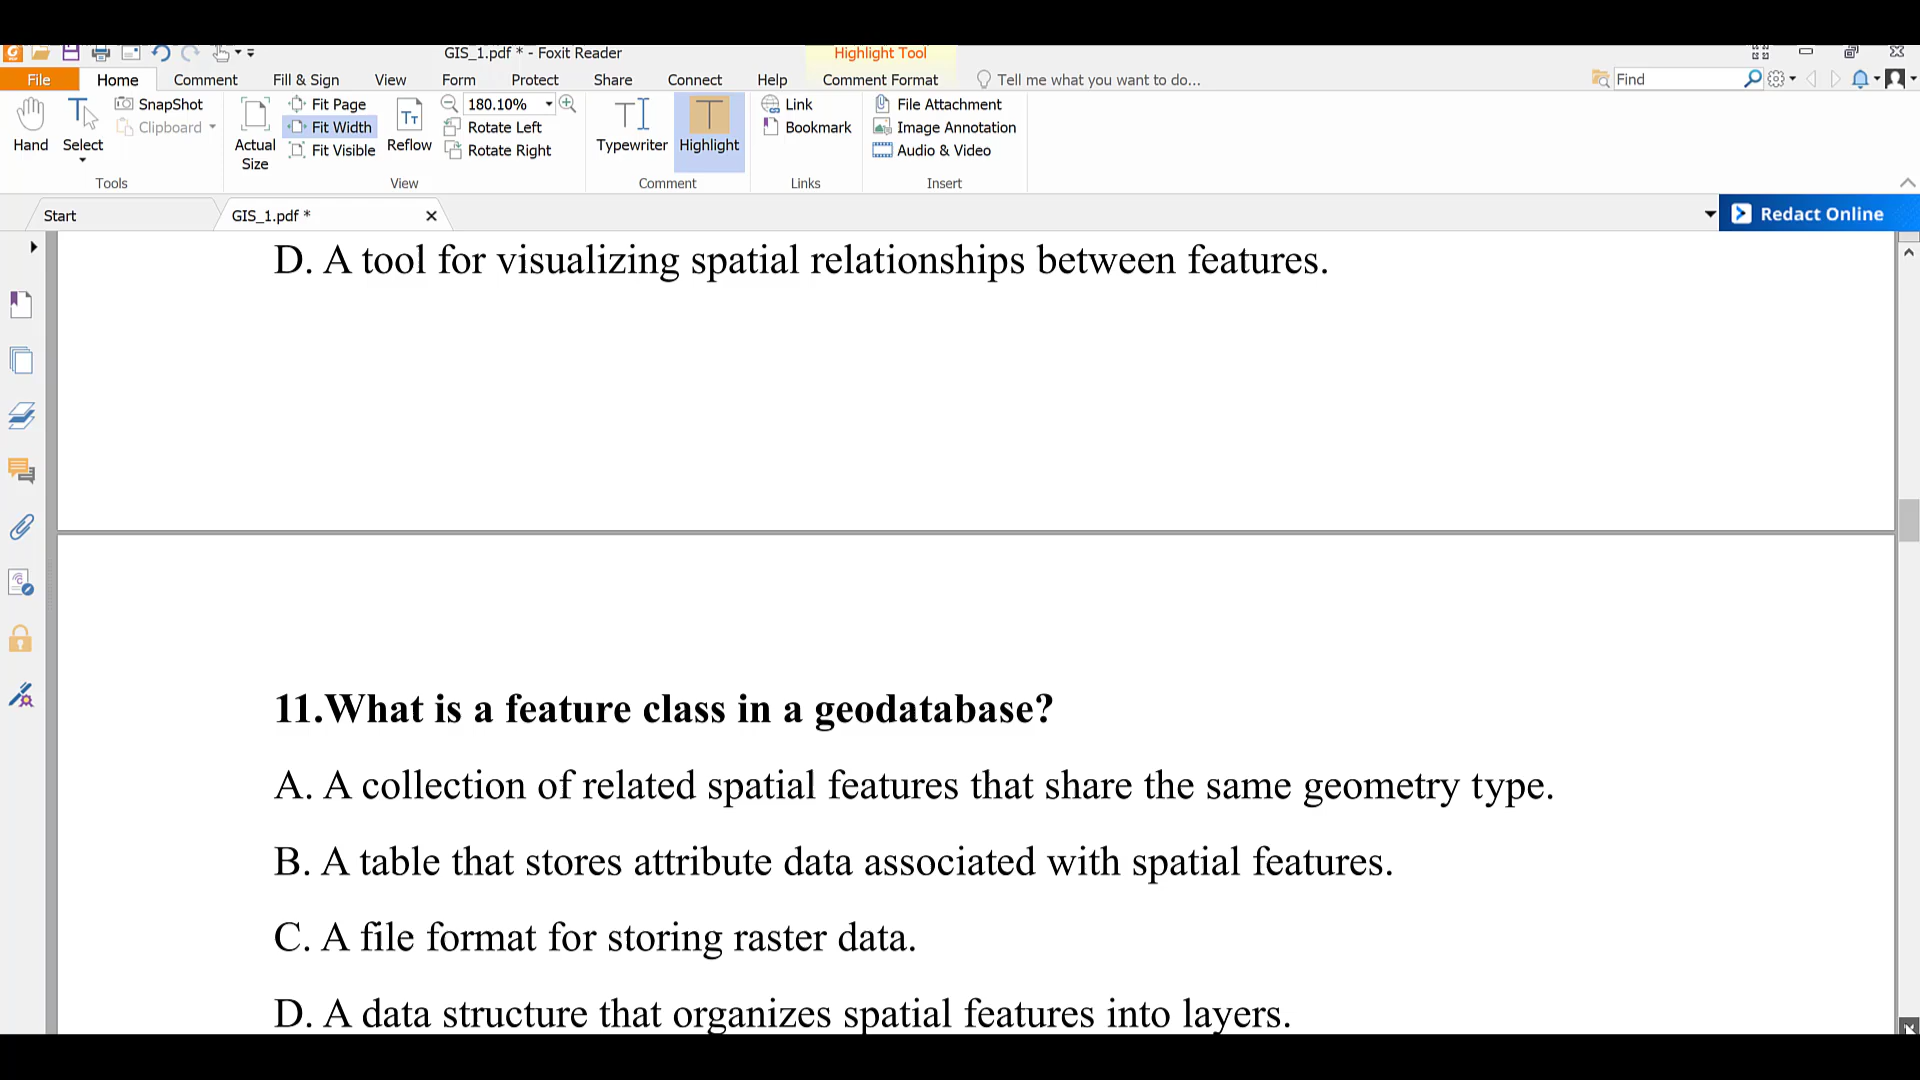 GIS_1.pdf * - Foxit Reader
Highlight Tool
File
Home
Comment
Fill & Sign
View
Form
Protect
Share
Connect
Help
Comment Format
Tell me what you want to do...
Find
Hand
Select
SnapShot
Clipboard
Actual
Size
Fit Page
Fit Width
Fit Visible
Reflow
180.10%
Rotate Left
Rotate Right
Typewriter
Highlight
Link
Bookmark
File Attachment
Image Annotation
Audio & Video
Tools
View
Comment
Links
Insert
Start
GIS_1.pdf *
Redact Online
D. A tool for visualizing spatial relationships between features.
11.What is a feature class in a geodatabase?
A. A collection of related spatial features that share the same geometry type.
B. A table that stores attribute data associated with spatial features.
C. A file format for storing raster data.
D. A data structure that organizes spatial features into layers.